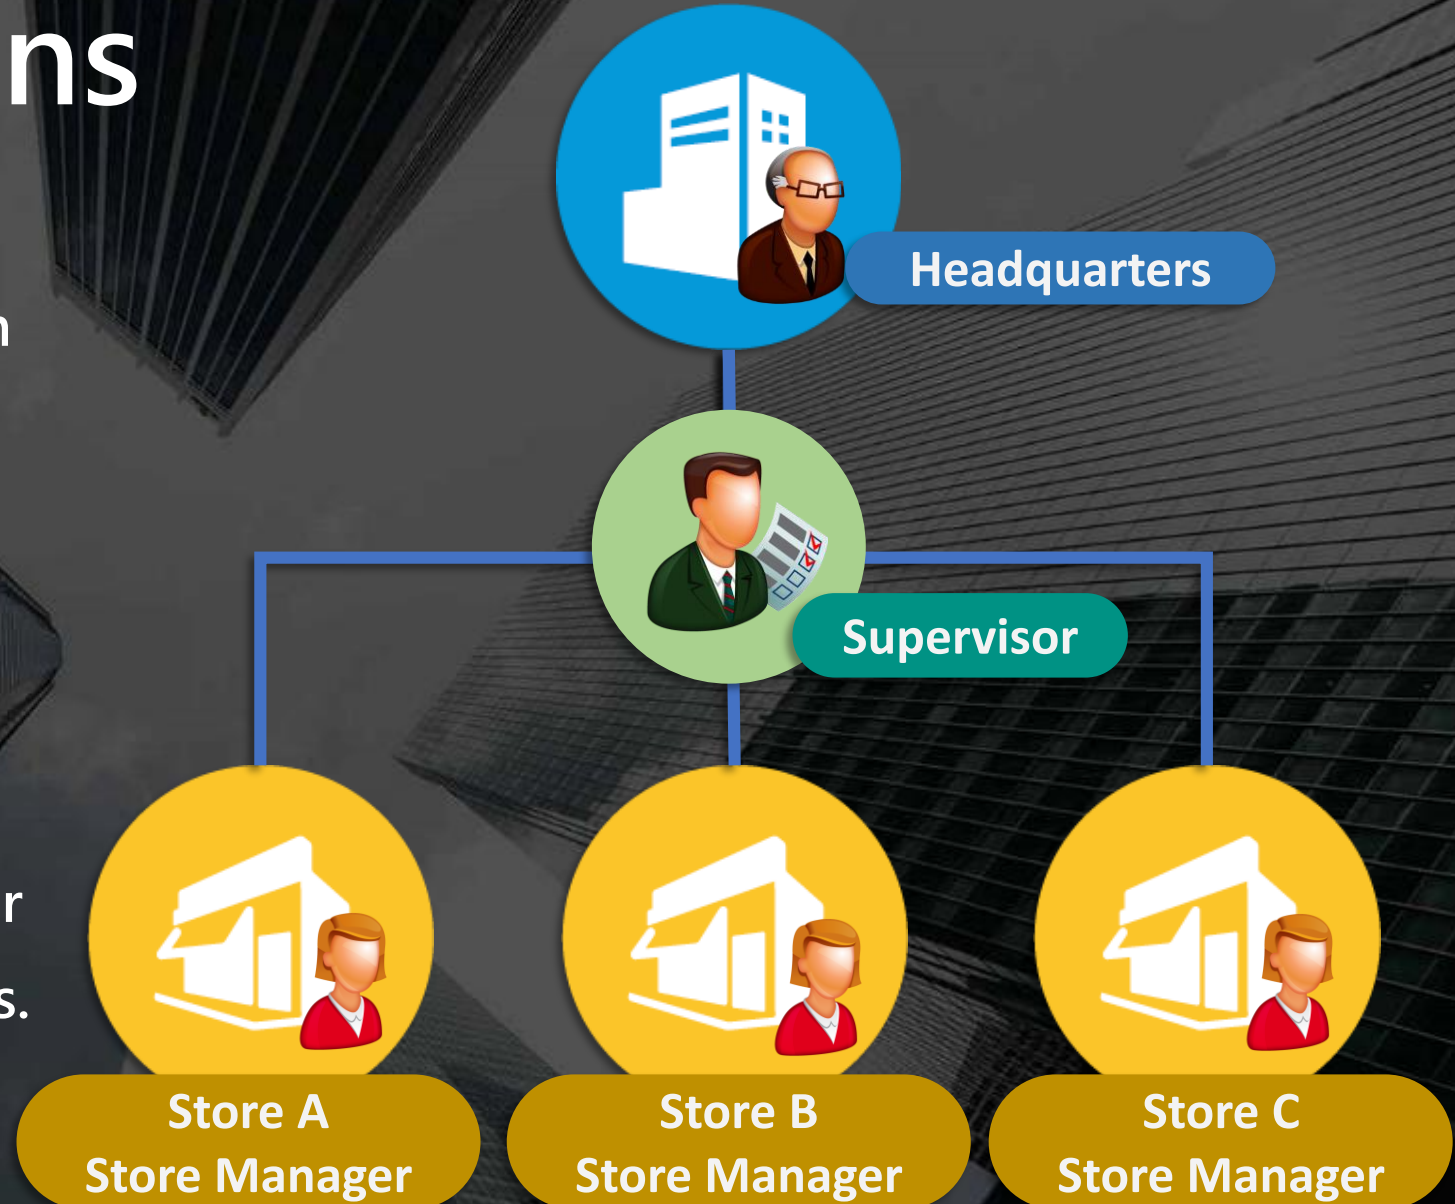 ns
Headquarters
n
Supervisor
r
s.
Store A
Store Manager
Store B
Store Manager
Store C
Store Manager